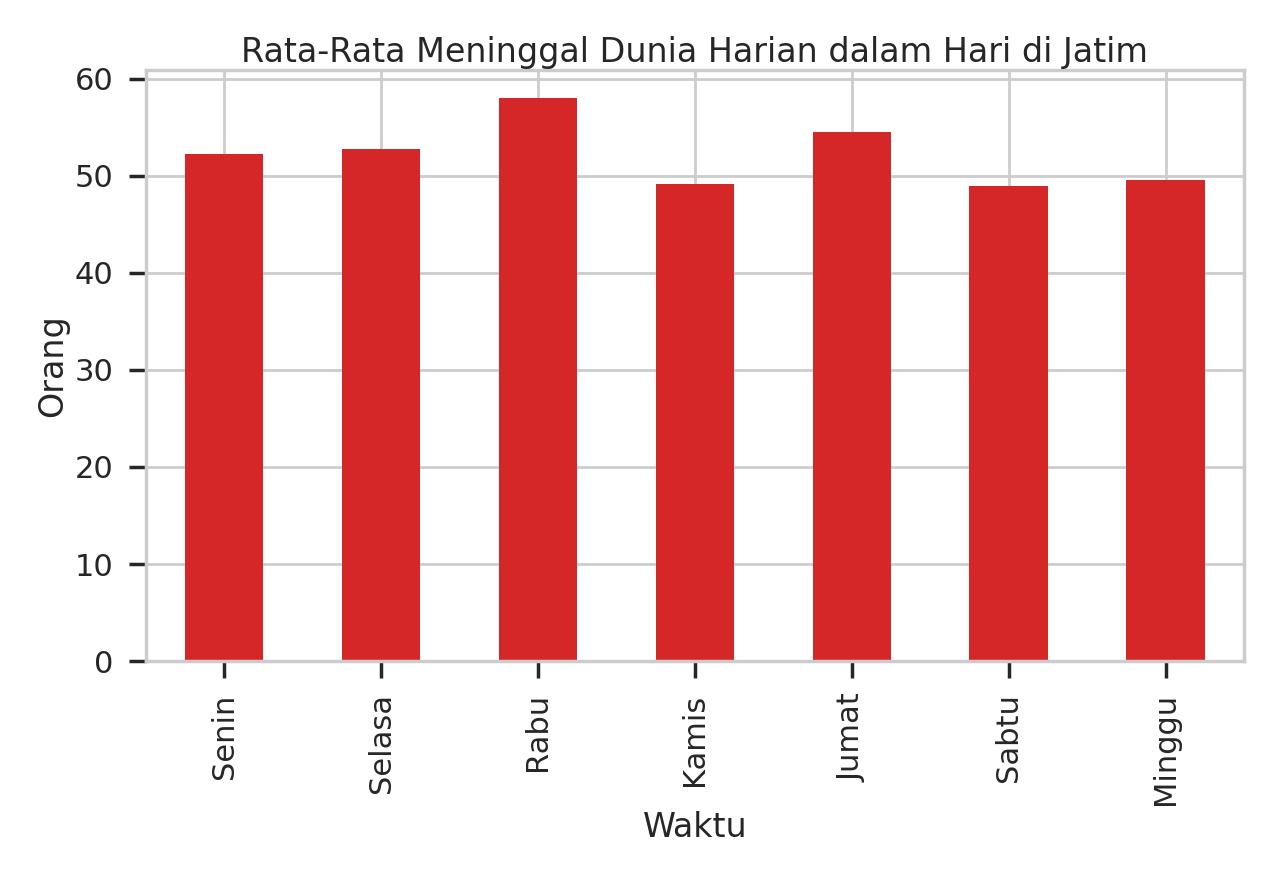 Rata-Rata Meninggal Dunia Harian dalam Hari di Jatim
60
50
40
30
20
10
0
Orang
Senin
Selasa
Rabu
Kamis
Jumat
Sabtu
Minggu
Waktu